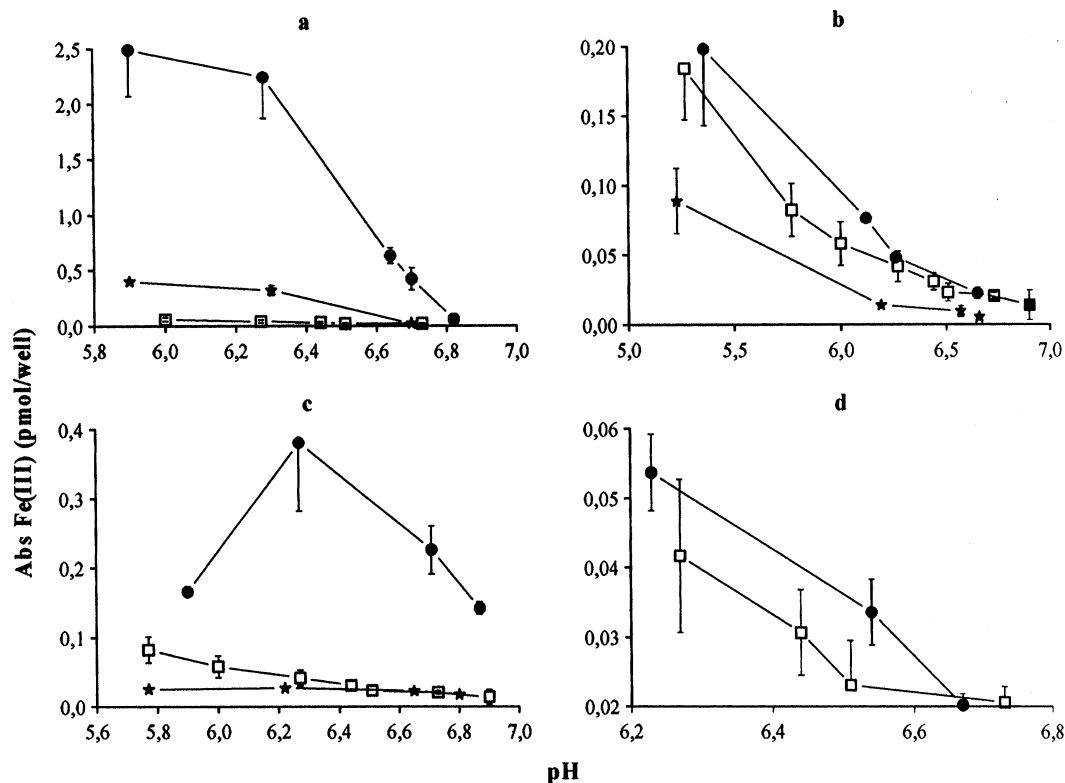 a
b
2,5
2,0
1,5
1,0
0,5
0,0
5,8 6,0 6,2 6,4 6,6 6,8 7,0
0,20
0,15
0,10
0,05
0,00
5,0 5,5 6,0 6,5 7,0
Abs Fe(III) (pmol/well)
c
d
0,4
0,3
0,2
0,1
0,0
5,6 5,8 6,0 6,2 6,4 6,6 6,8 7,0
0,06
0,05
0,04
0,03
0,02
6,2 6,4 6,6 6,8
pH